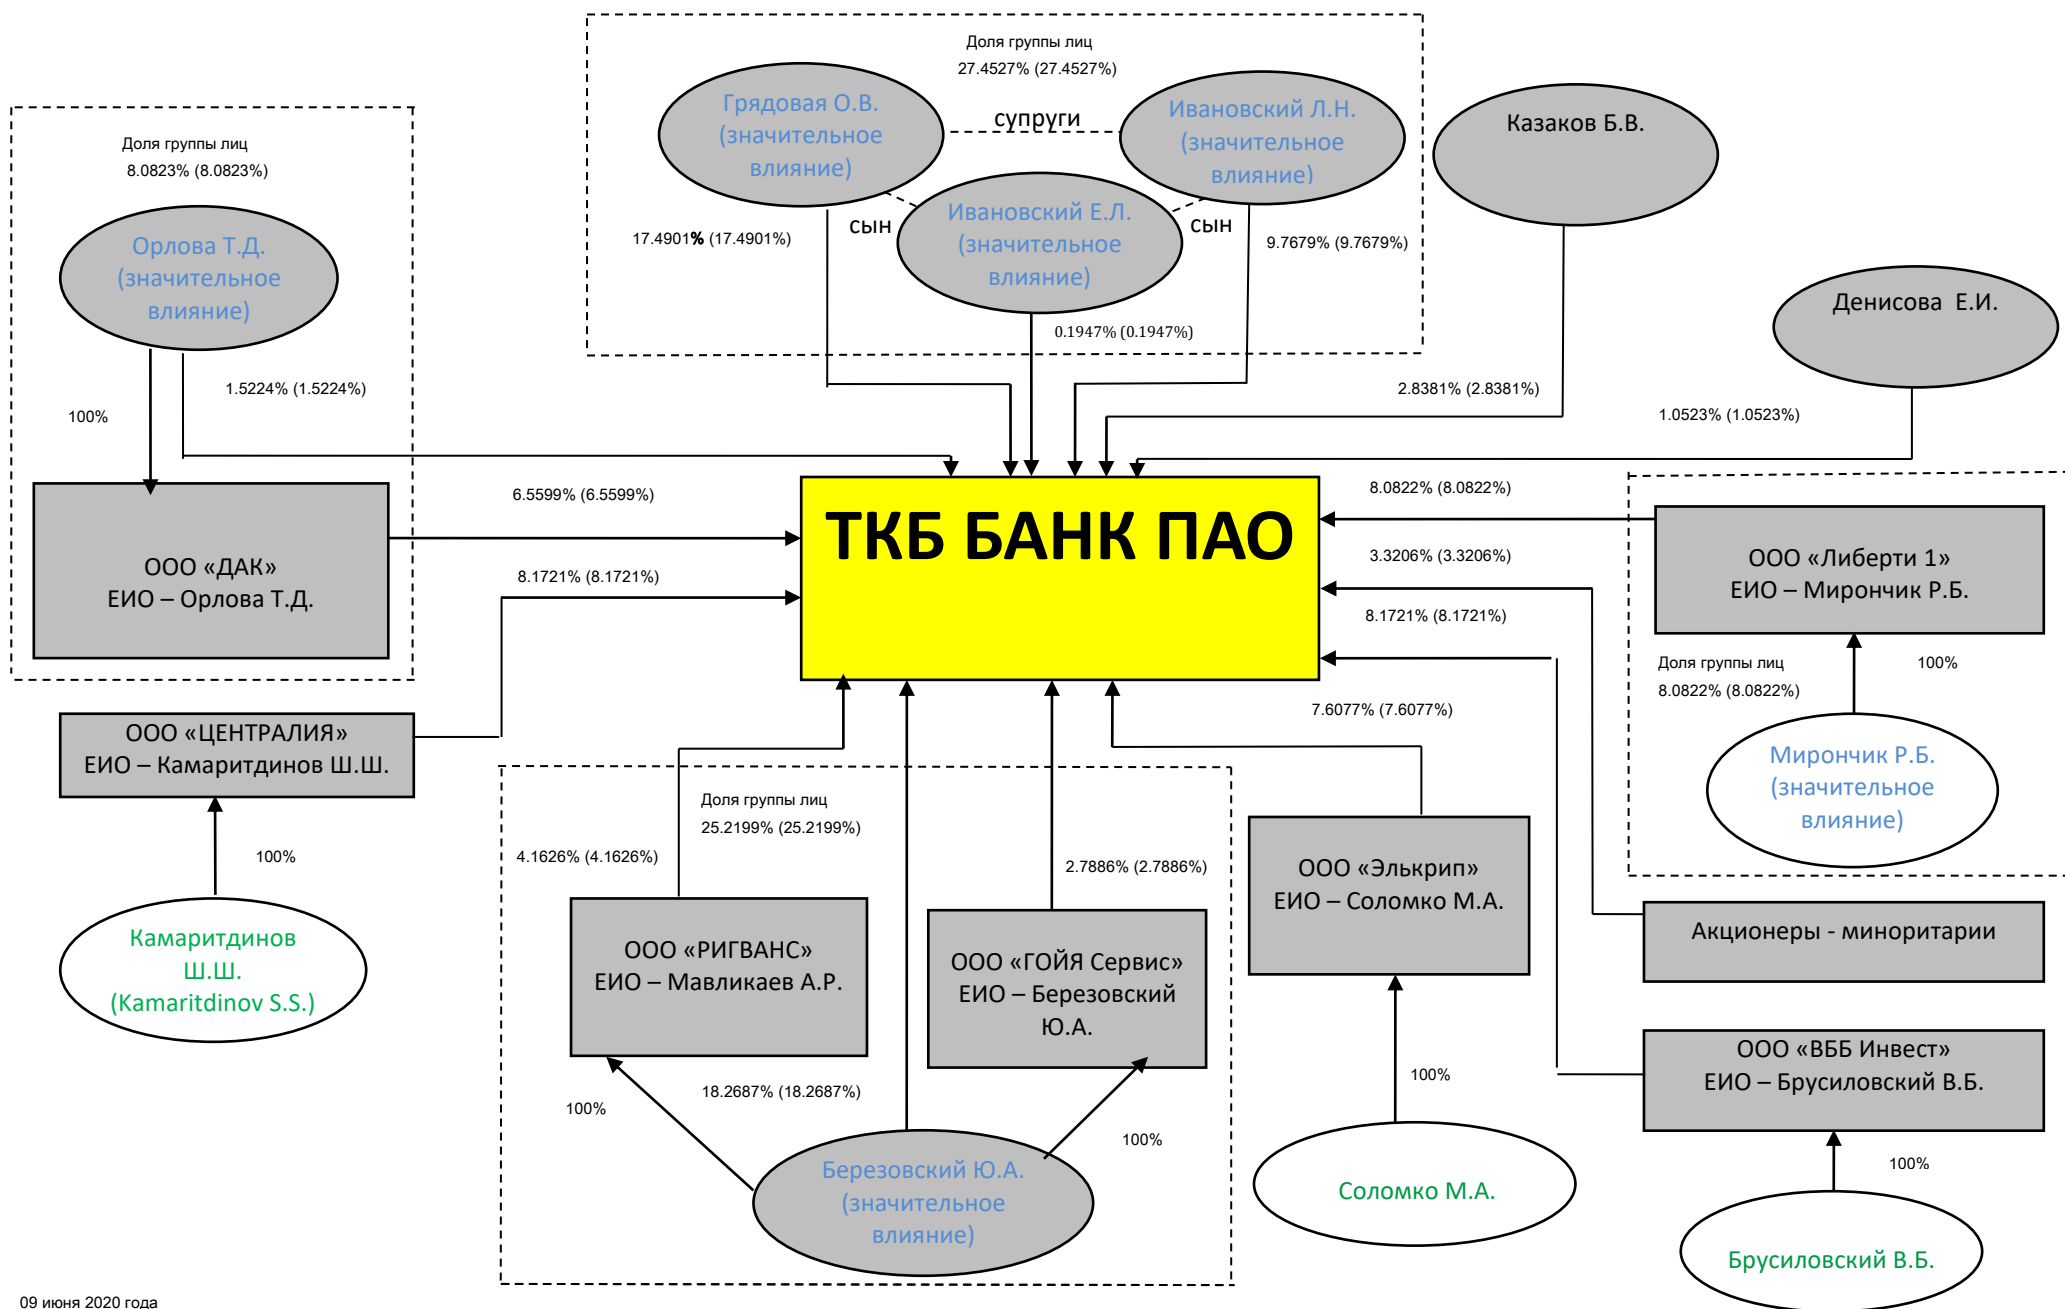 Доля группы лиц
27.4527% (27.4527%)
Грядовая О.В.
(значительное
влияние)
супруги
Ивановский Л.Н.
(значительное
влияние)
Казаков Б.В.
Доля группы лиц
8.0823% (8.0823%)
Ивановский Е.Л.
(значительное
влияние)
сын
сын
17.4901% (17.4901%)
9.7679% (9.7679%)
Орлова Т.Д.
(значительное
влияние)
Денисова Е.И.
0.1947% (0.1947%)
1.5224% (1.5224%)
2.8381% (2.8381%)
100%
1.0523% (1.0523%)
6.5599% (6.5599%)
8.0822% (8.0822%)
ТКБ БАНК ПАО
ООО «ДАК»
ЕИО – Орлова Т.Д.
8.1721% (8.1721%)
3.3206% (3.3206%)
ООО «Либерти 1»
ЕИО – Мирончик Р.Б.
8.1721% (8.1721%)
Доля группы лиц
8.0822% (8.0822%)
100%
7.6077% (7.6077%)
ООО «ЦЕНТРАЛИЯ»
ЕИО – Камаритдинов Ш.Ш.
Мирончик Р.Б.
(значительное
влияние)
Доля группы лиц
25.2199% (25.2199%)
4.1626% (4.1626%)
2.7886% (2.7886%)
100%
ООО «Элькрип»
ЕИО – Соломко М.А.
Камаритдинов
Ш.Ш.
(Kamaritdinov S.S.)
ООО «РИГВАНС»
ЕИО – Мавликаев А.Р.
ООО «ГОЙЯ Сервис»
ЕИО – Березовский
Ю.А.
Акционеры - миноритарии
ООО «ВББ Инвест»
ЕИО – Брусиловский В.Б.
100%
18.2687% (18.2687%)
100%
100%
100%
Березовский Ю.А.
(значительное
влияние)
Соломко М.А.
Брусиловский В.Б.
09 июня 2020 года